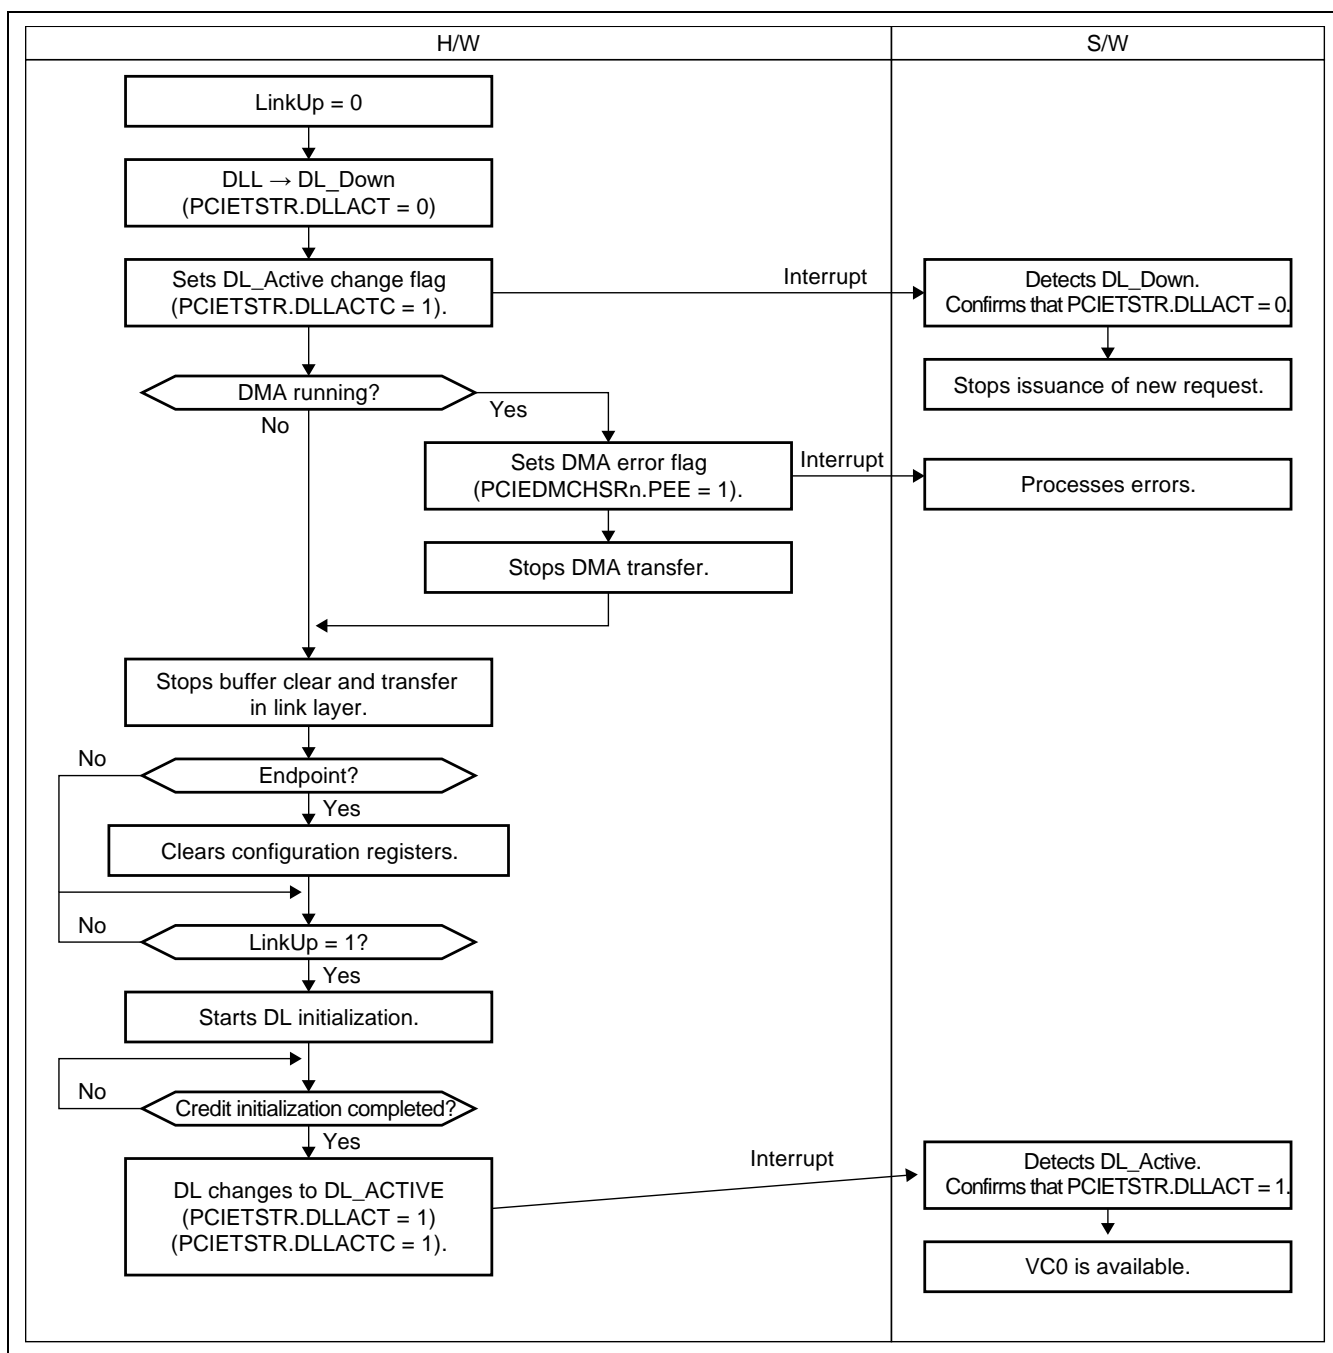 H/W
S/W
LinkUp = 0
DLL → DL_Down
(PCIETSTR.DLLACT = 0)
Sets DL_Active change flag
(PCIETSTR.DLLACTC = 1).
Interrupt
Detects DL_Down.
Confirms that PCIETSTR.DLLACT = 0.
Stops issuance of new request.
DMA running?
Yes
No
Sets DMA error flag
(PCIEDMCHSRn.PEE = 1).
Interrupt
Processes errors.
Stops DMA transfer.
Stops buffer clear and transfer
in link layer.
No
Endpoint?
Yes
Clears configuration registers.
No
LinkUp = 1?
Yes
Starts DL initialization.
No
Credit initialization completed?
Yes
DL changes to DL_ACTIVE
(PCIETSTR.DLLACT = 1)
(PCIETSTR.DLLACTC = 1).
Interrupt
Detects DL_Active.
Confirms that PCIETSTR.DLLACT = 1.
VC0 is available.